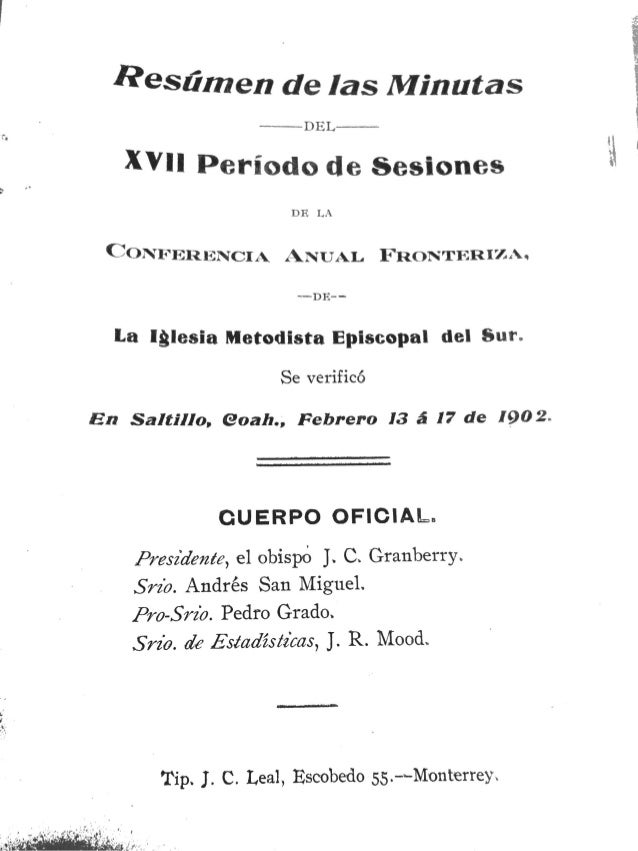 Resúmen de las Minutas
—DEL—
XVII Período de Sesiones
DE LA
CONFERENCIA ANUAL FRONTERIZA,
—DE--
La Iglesia Metodista Episcopal del Sur.
Se verificó
En Saltillo, Coah., Febrero 13 á 17 de 1902.
CUERPO OFICIAL.
Presidente, el obispo J. C. Granberry.
Srio. Andrés San Miguel.
Pro-Srio. Pedro Grado.
Srio. de Estadísticas, J. R. Mood.
Tip. J. C. Leal, Escobedo 55.—Monterrey.